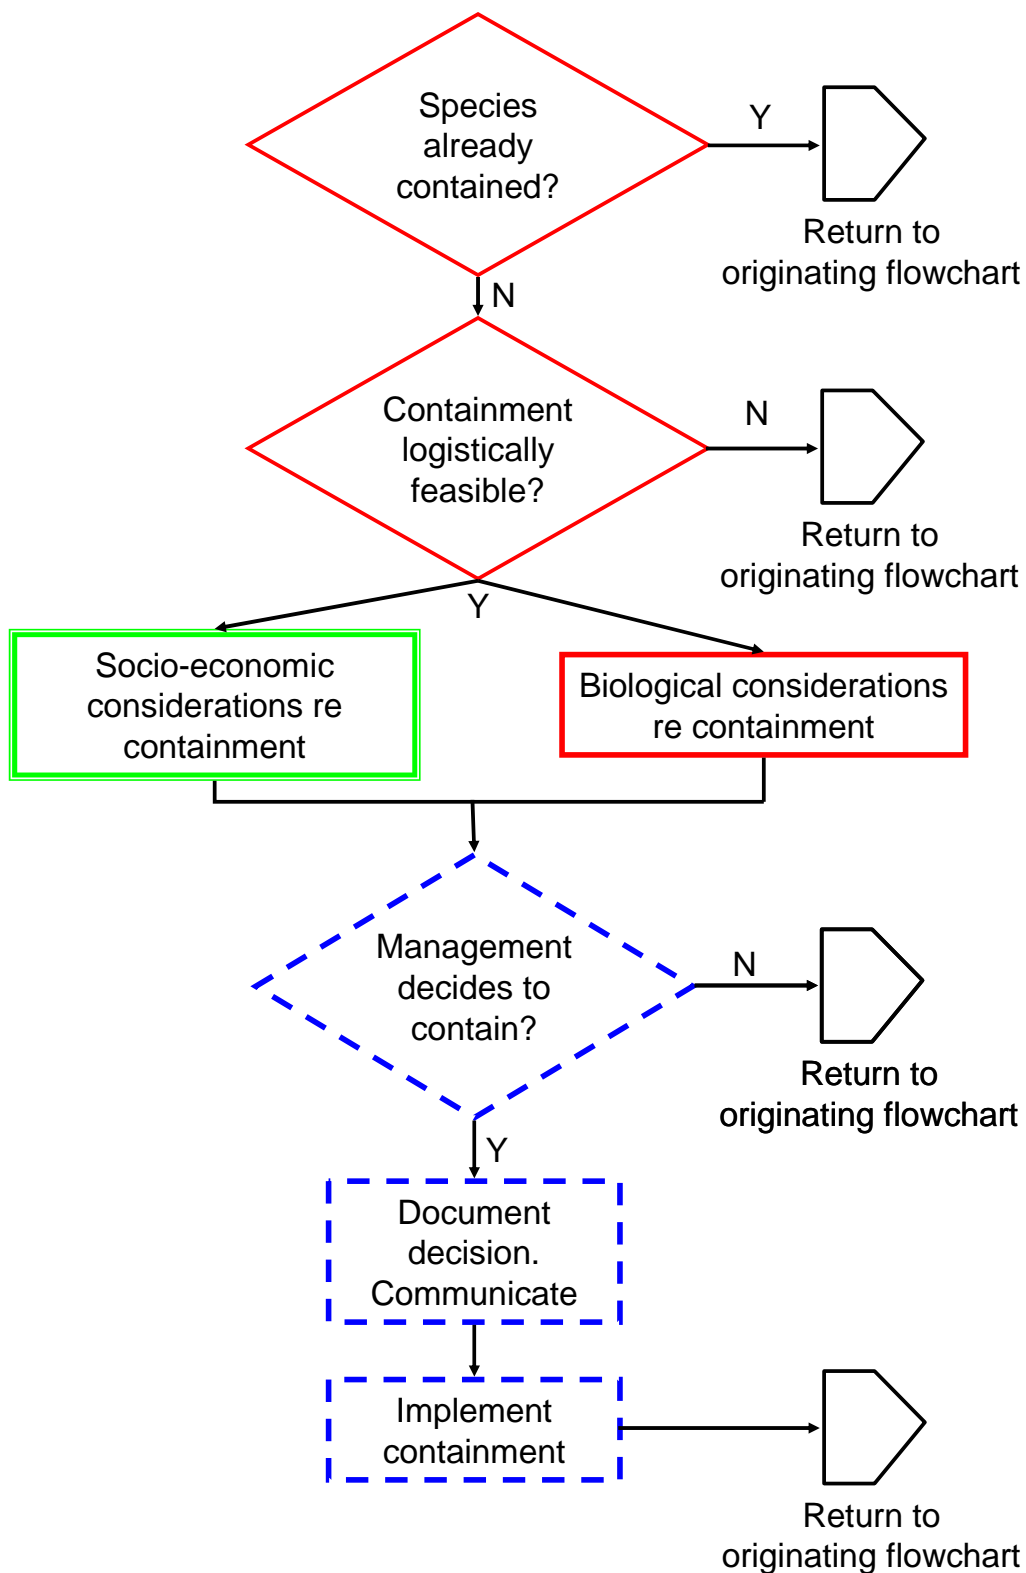 Species
already
contained?
Y
Return to
originating flowchart
N
Containment
logistically
feasible?
N
Return to
originating flowchart
Y
Socio-economic
considerations re
containment
Biological considerations
re containment
Management
decides to
contain?
N
Return to
originating flowchart
Y
Document
decision.
Communicate
Implement
containment
Return to
originating flowchart